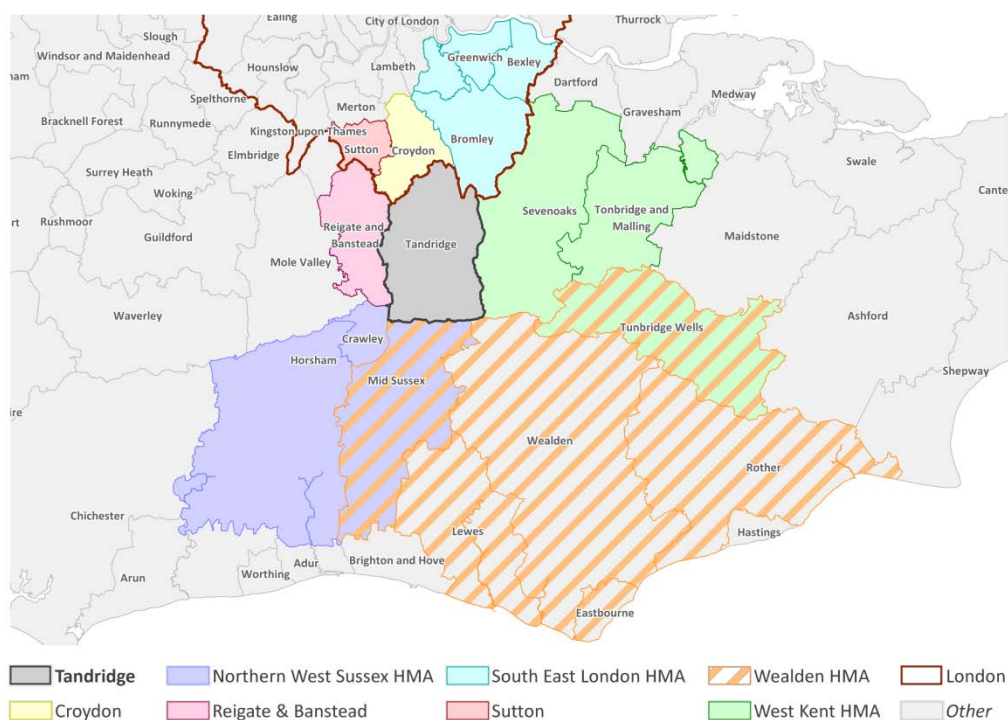 Thurrock
Ealing
City of London
Slough
Windsor and Maidenhead
Hounslow
Lambeth
Greenwich
Bexley
Dartford
ham,
Spelthorne
Merton
Gravesham
Medway
Bracknell Forest
Runnymede
Kingston upon Thames
Sutton
Croydon
Bromley
Elmbridge
Swale
Surrey Heath
Woking
Cante
ort
Rushmoor
Guildford
Reigate and
Banstead
Tandridge
Sevenoaks
Tonbridge and
Malling
Maidstone
Mole Valley
Waverley
Ashford
Tunbridge Wells
Crawley
Horsham
Shepway
Mid Sussex
ire
Wealden
Rother
Chichester
Lewes
Hastings
Brighton and Hove
Adur
Worthing
Arun
Eastbourne
Tandridge
Northern West Sussex HMA
South East London HMA
Wealden HMA
London
Croydon
Reigate & Banstead
Sutton
West Kent HMA
Other